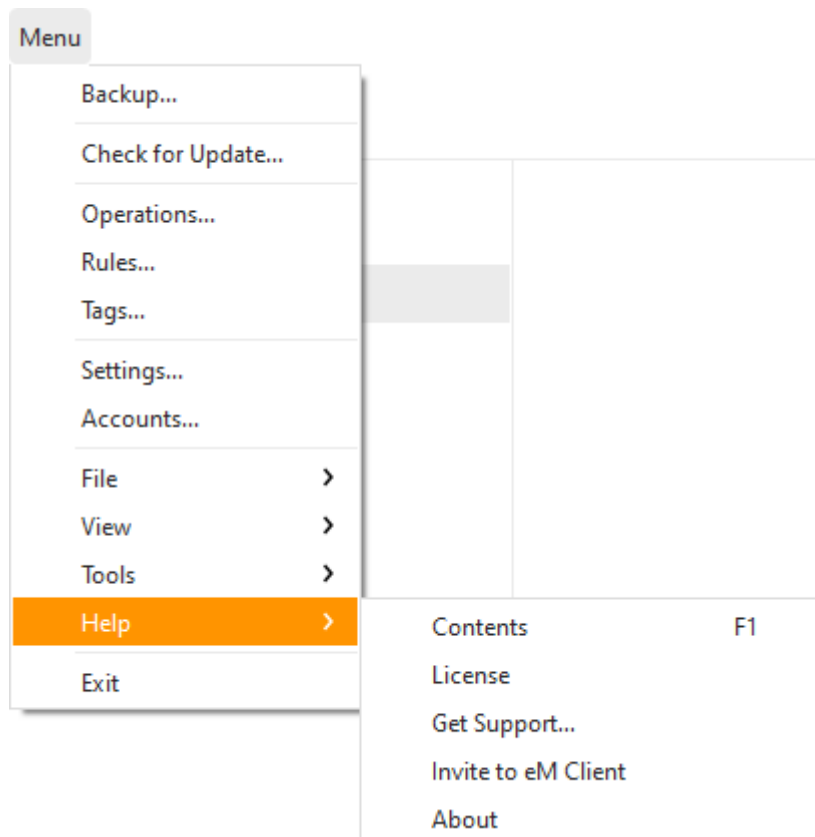 Menu
Backup...
Check for Update...
Operations...
Rules...
Tags...
Settings...
Accounts...
File
View
Tools
Help
Exit
Contents F1
License
Get Support...
Invite to eM Client
About